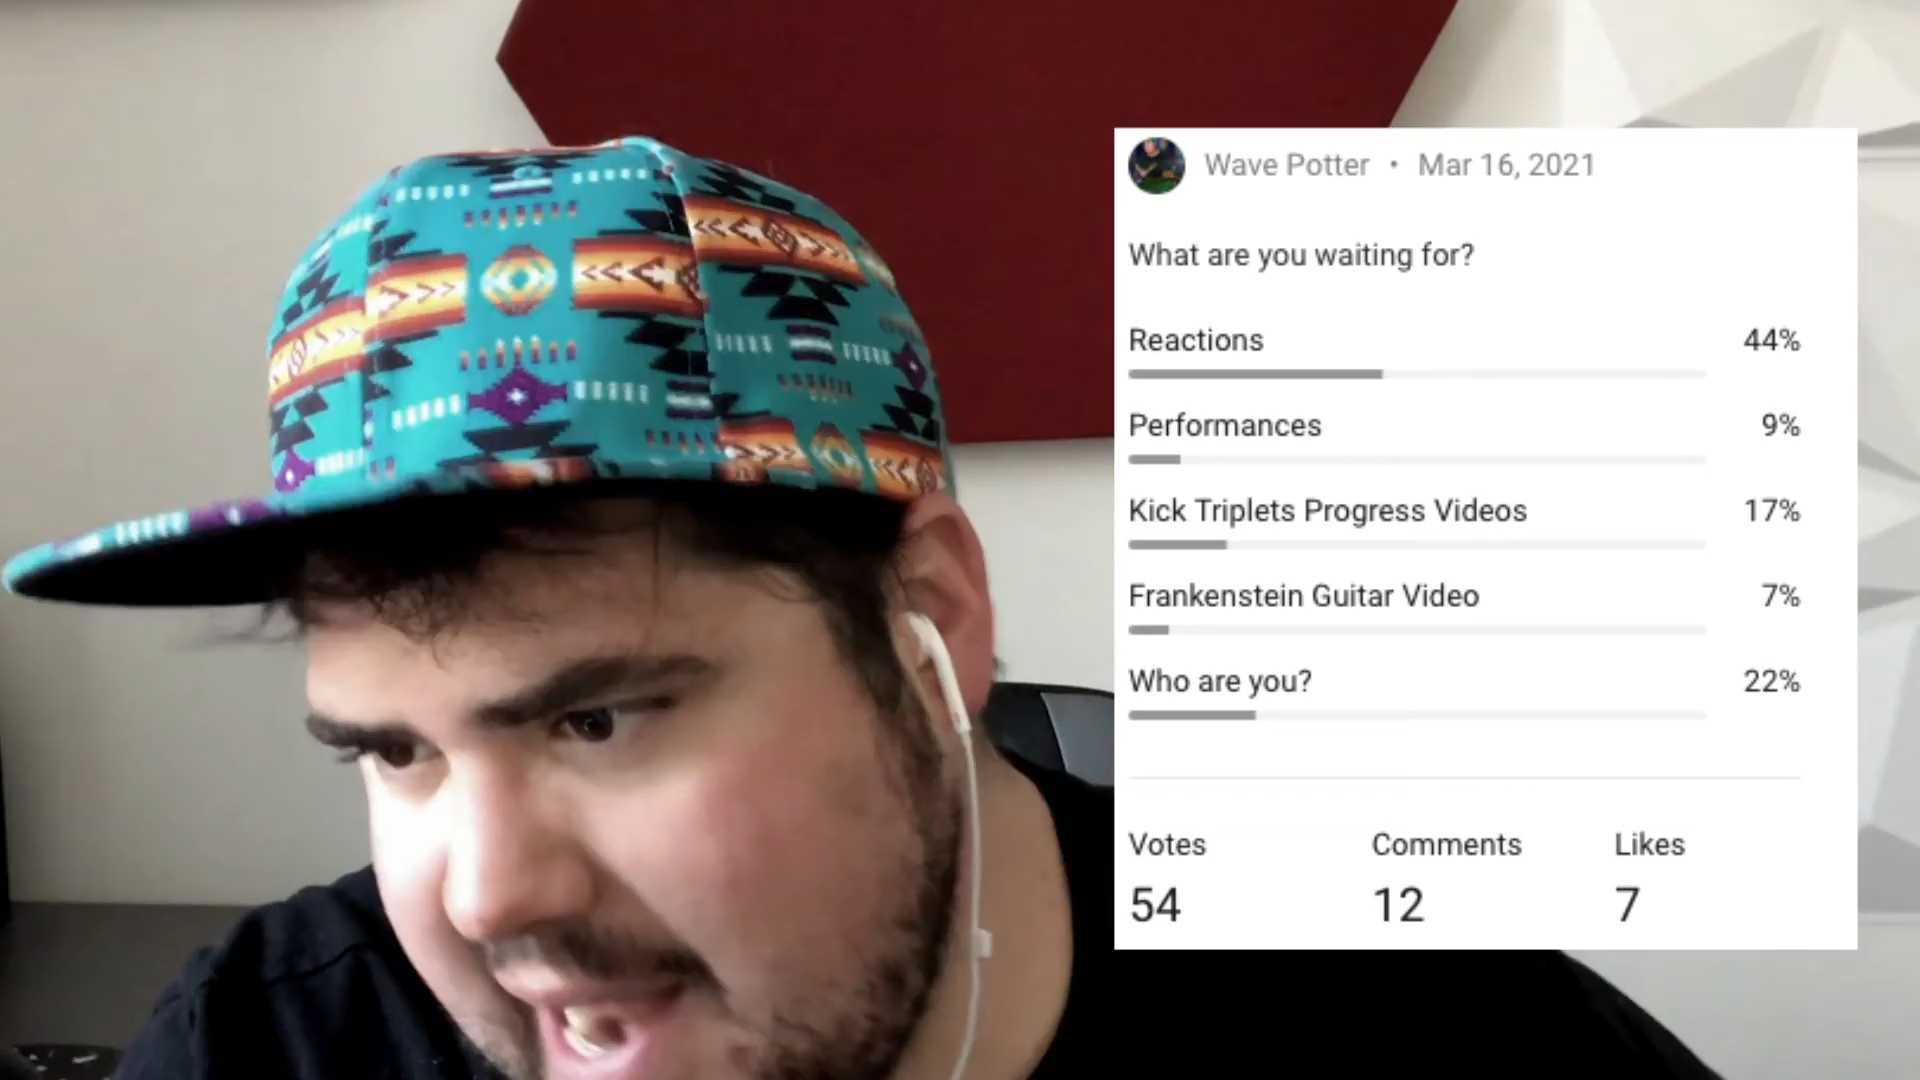 Wave Potter • Mar 16, 2021
What are you waiting for?
Reactions 44%
Performances 9%
Kick Triplets Progress Videos 17%
Frankenstein Guitar Video 7%
Who are you? 22%
Votes Comments Likes
54 12 7